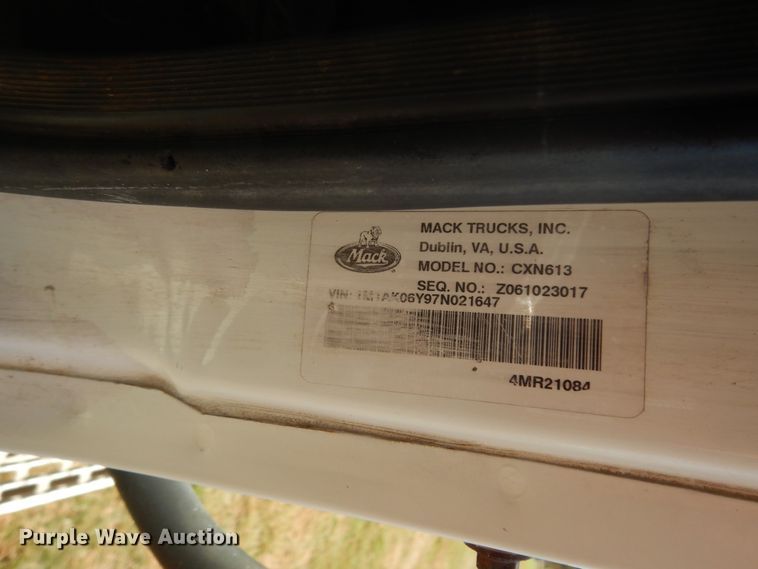 Mack
MACK TRUCKS, INC.
Dublin, VA, U.S.A.
MODEL NO.: CXN613
SEQ. NO.: Z061023017
VIN: 1M1AK06Y97N021647
4MR21084
Purple Wave Auction